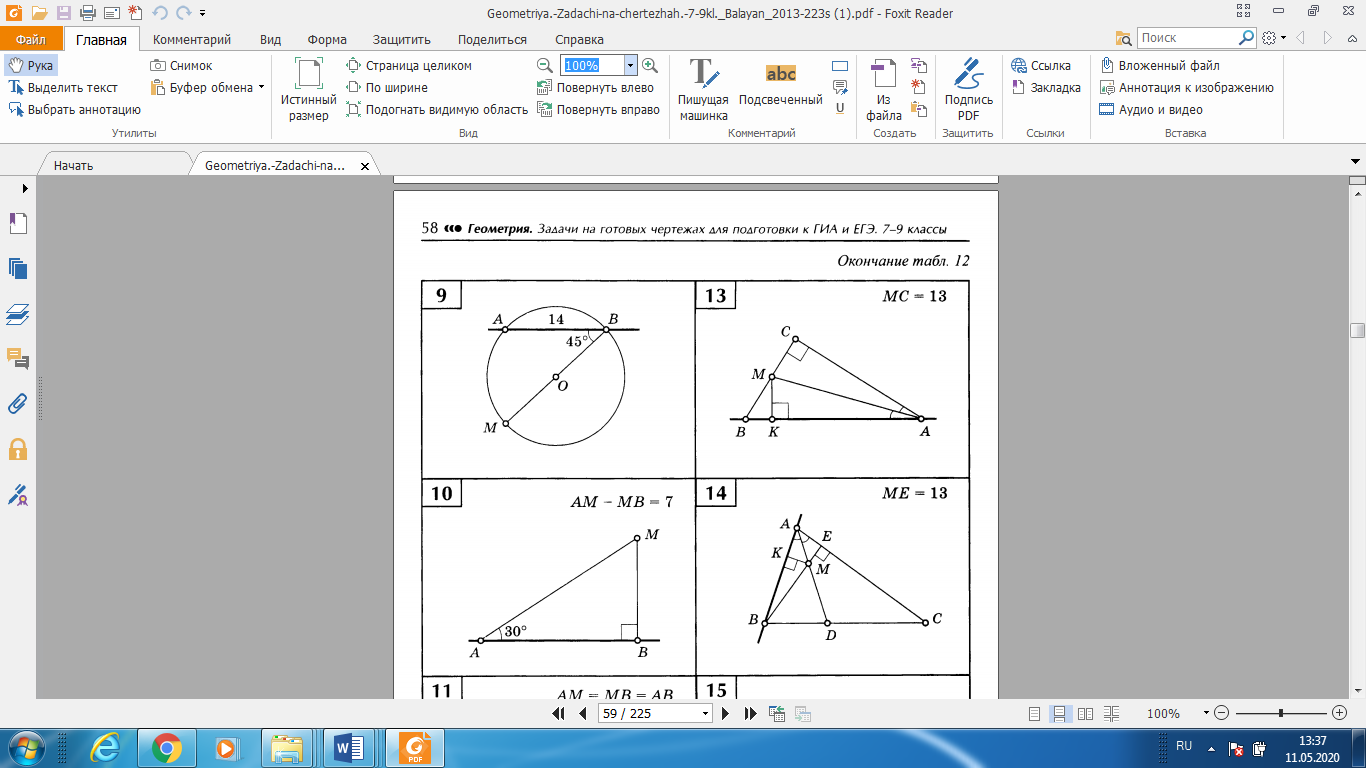 Geometriya.-Zadachi-na-chertezhah.-7-9kl._Balayan_2013-223s (1).pdf - Foxit Reader
Файл Главная Комментарий Вид Форма Защитить Поделиться Справка
Поиск
Рука
Выделить текст
Выбрать аннотацию
Снимок
Буфер обмена
Утилиты
Истинный размер
Страница целиком
По ширине
Подогнать видимую область
100%
Повернуть влево
Повернуть вправо
Вид
Пишущая машинка
abc
Подсвеченный
Комментарий
Из файла
Создать
Подпись PDF
Защитить
Ссылка
Закладка
Ссылки
Вложенный файл
Аннотация к изображению
Аудио и видео
Вставка
Начать
Geometriya.-Zadachi-na...
58 Геометрия. Задачи на готовых чертежах для подготовки к ГИА и ЕГЭ. 7–9 классы
Окончание табл. 12
9
A 14 B
45°
O
M
13
MC = 13
C
M
B K A
10
AM − MB = 7
M
30°
A B
14
ME = 13
A E
K M
B D C
11
AM = MB = AB
15
59 / 225
100%
W
PDF
RU
13:37
11.05.2020